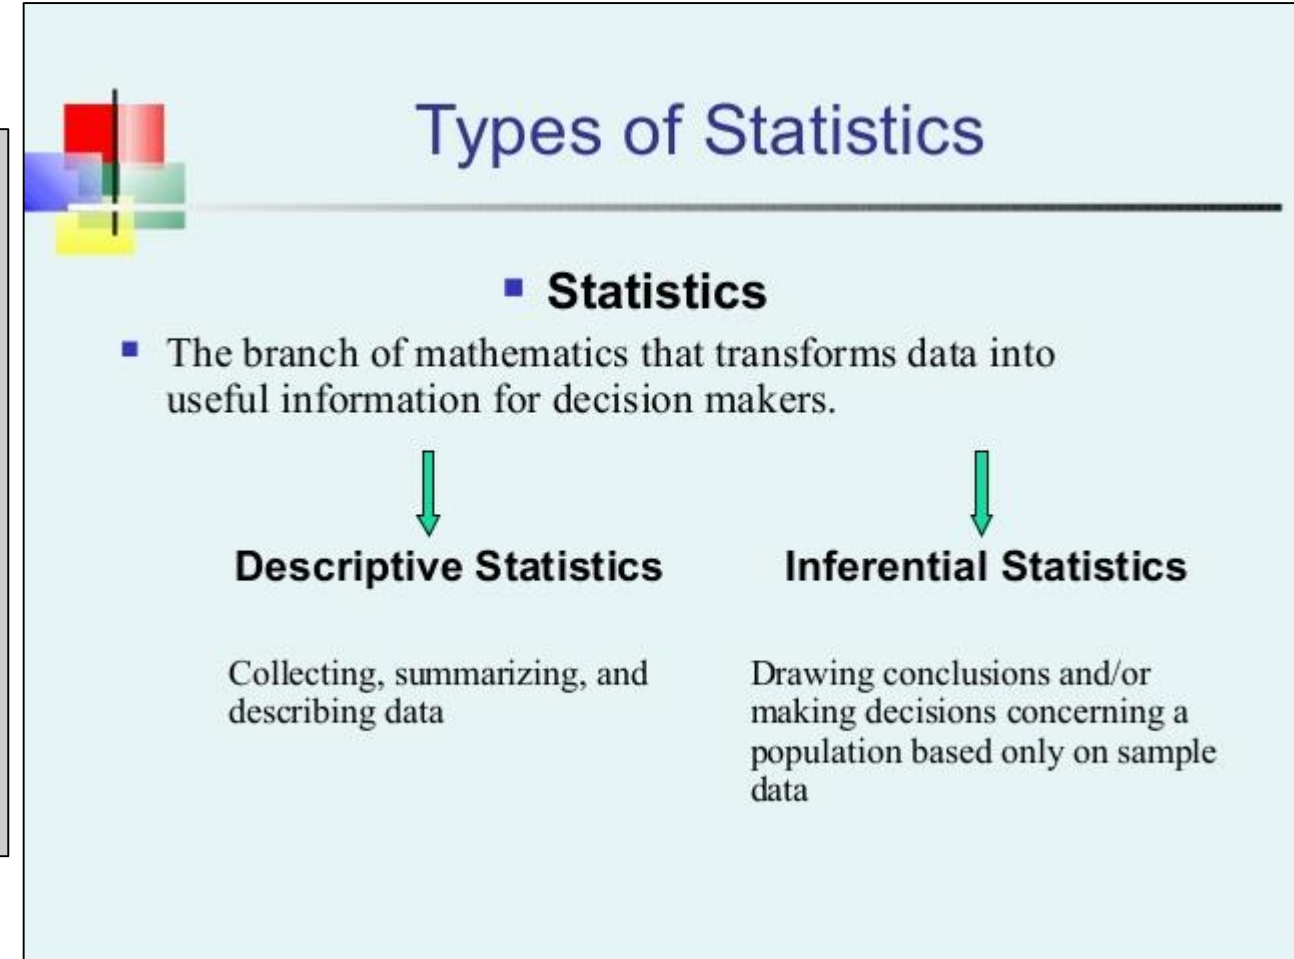 Types of Statistics
Statistics
The branch of mathematics that transforms data into
useful information for decision makers.
Descriptive Statistics
Inferential Statistics
Collecting, summarizing, and
describing data
Drawing conclusions and/or
making decisions concerning a
population based only on sample
data